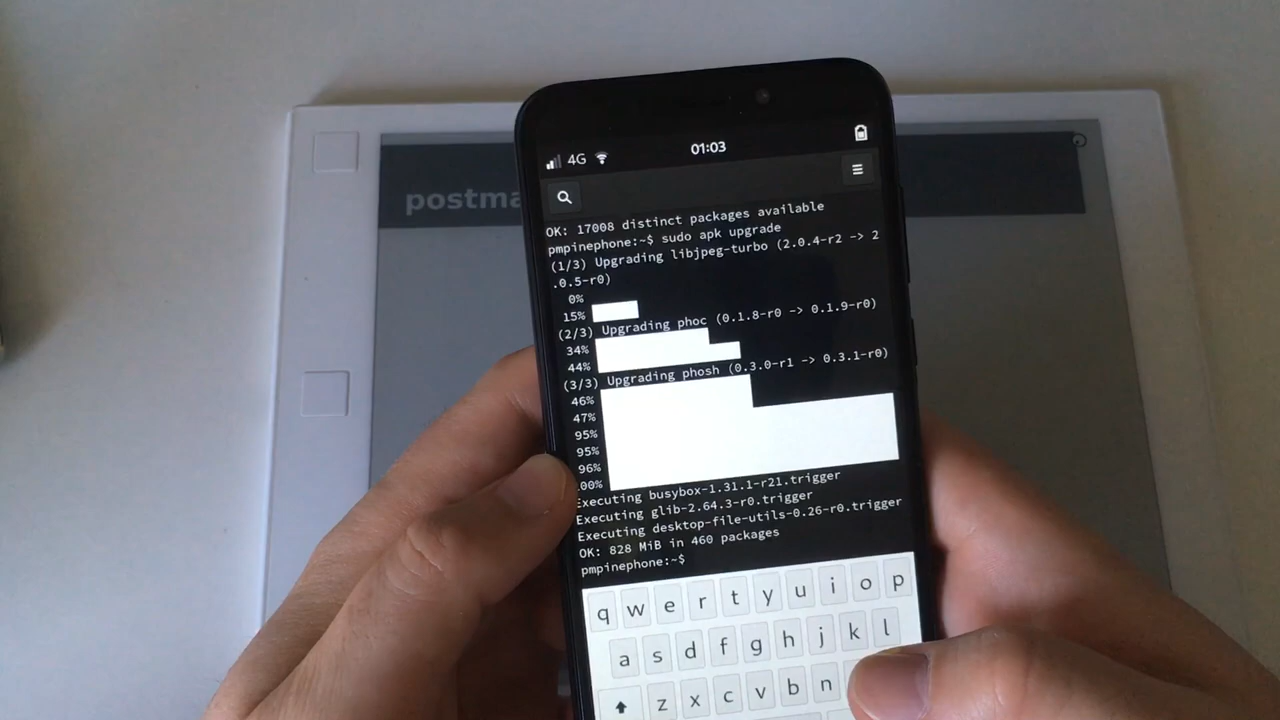 4G
01:03
postma
OK: 17008 distinct packages available
pmpinephone:~$ sudo apk upgrade
(1/3) Upgrading libjpeg-turbo (2.0.4-r2 -> 2
.0.5-r0)
0%
15%
(2/3) Upgrading phoc (0.1.8-r0 -> 0.1.9-r0)
34%
44%
(3/3) Upgrading phosh (0.3.0-r1 -> 0.3.1-r0)
46%
47%
95%
95%
96%
100%
Executing busybox-1.31.1-r21.trigger
Executing glib-2.64.3-r0.trigger
Executing desktop-file-utils-0.26-r0.trigger
OK: 828 MiB in 460 packages
pmpinephone:~$
q w e r t y u i o p
a s d f g h j k l
z x c v b n